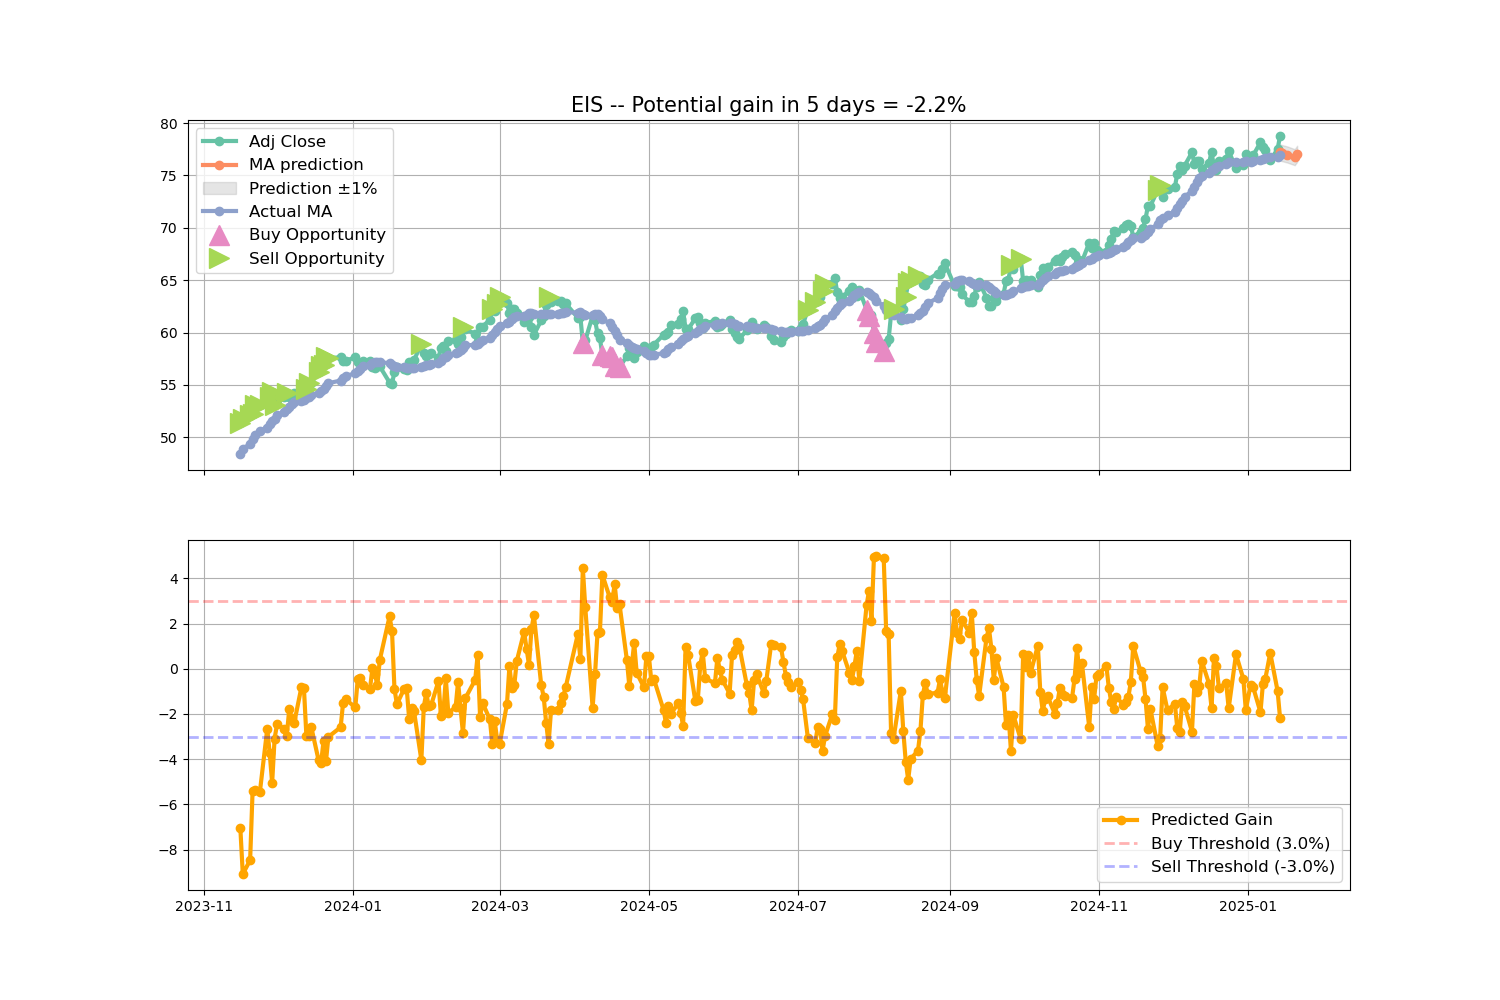 EIS -- Potential gain in 5 days = -2.2%
80
75
70
65
60
55
50
Adj Close
MA prediction
Prediction ±1%
Actual MA
Buy Opportunity
Sell Opportunity
4
2
0
−2
−4
−6
−8
Predicted Gain
Buy Threshold (3.0%)
Sell Threshold (-3.0%)
2023-11
2024-01
2024-03
2024-05
2024-07
2024-09
2024-11
2025-01